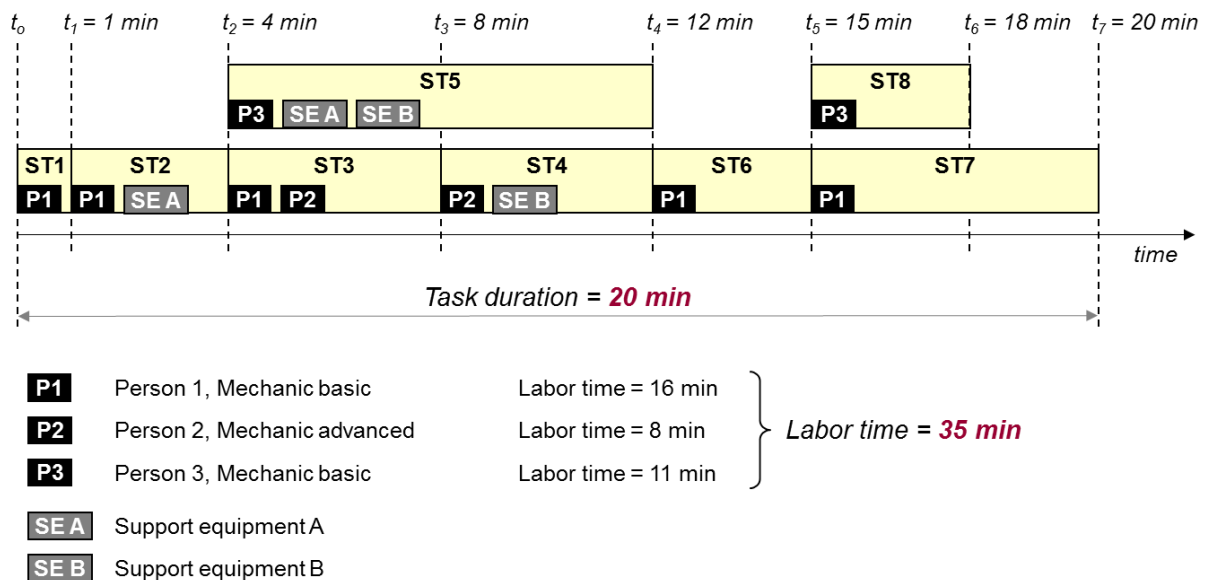 t₀ t₁ = 1 min t₂ = 4 min t₃ = 8 min t₄ = 12 min t₅ = 15 min t₆ = 18 min t₇ = 20 min
ST5 ST8
P3 SE A SE B P3
ST1 ST2 ST3 ST4 ST6 ST7
P1 P1 SE A P1 P2 P2 SE B P1 P1
time
Task duration = 20 min
P1 Person 1, Mechanic basic Labor time = 16 min
P2 Person 2, Mechanic advanced Labor time = 8 min Labor time = 35 min
P3 Person 3, Mechanic basic Labor time = 11 min
SE A Support equipment A
SE B Support equipment B